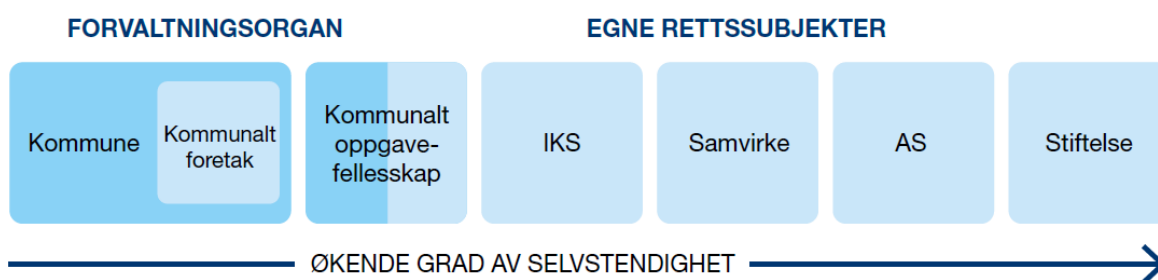 FORVALTNINGSORGAN
EGNE RETTSSUBJEKTER
Kommune
Kommunalt
foretak
Kommunalt
oppgave-
fellesskap
IKS
Samvirke
AS
Stiftelse
ØKENDE GRAD AV SELVSTENDIGHET